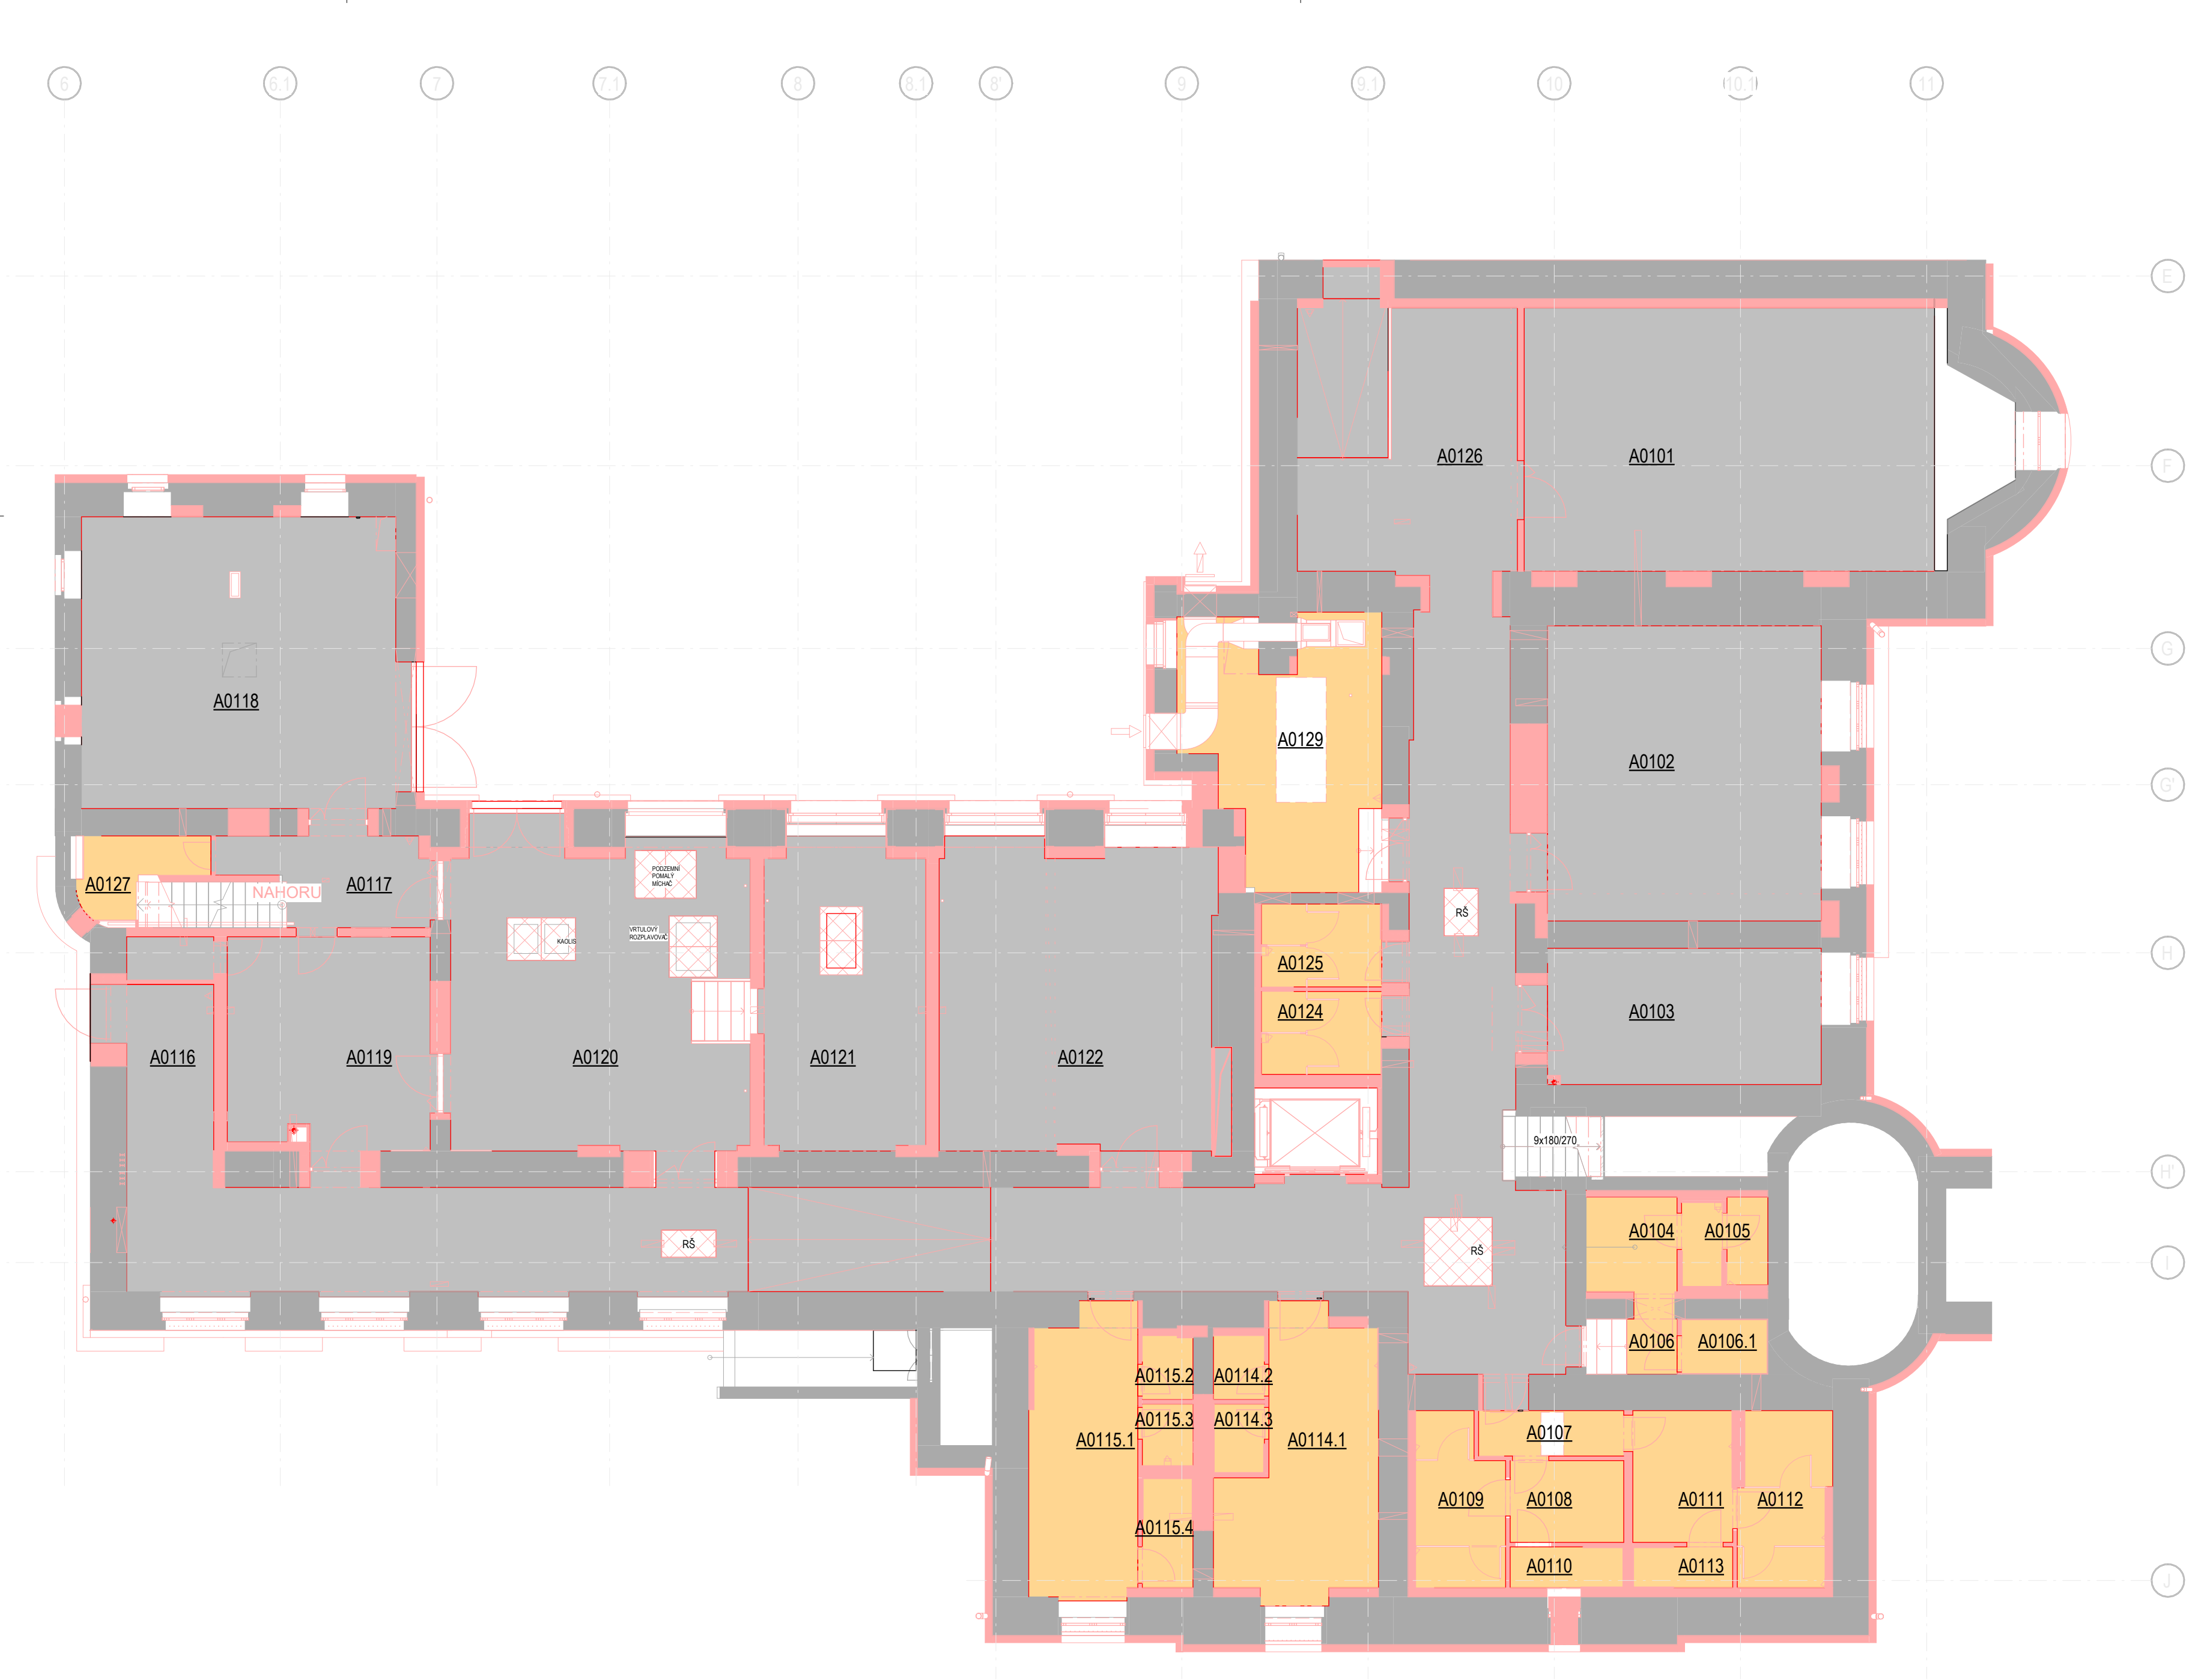 6 6.1 7 7.1 8 8.1 8' 9 9.1 10 10.1 11
E
A0126 A0101
F
G
A0118
A0129
A0102
G'
PODZEMNÍ
POMALÝ
MÍCHAČ
A0127
NAHORU
A0117
RŠ
VRTULOVÝ
ROZPLAVOVAČ
KAOLIS
H
A0125
A0124
A0103
A0116 A0119 A0120 A0121 A0122
9x180/270
H'
A0104 A0105
RŠ
RŠ
I
A0106 A0106.1
A0115.2 A0114.2
A0115.3 A0114.3
A0107
A0115.1 A0114.1
A0109 A0108 A0111 A0112
A0115.4
A0110 A0113
J